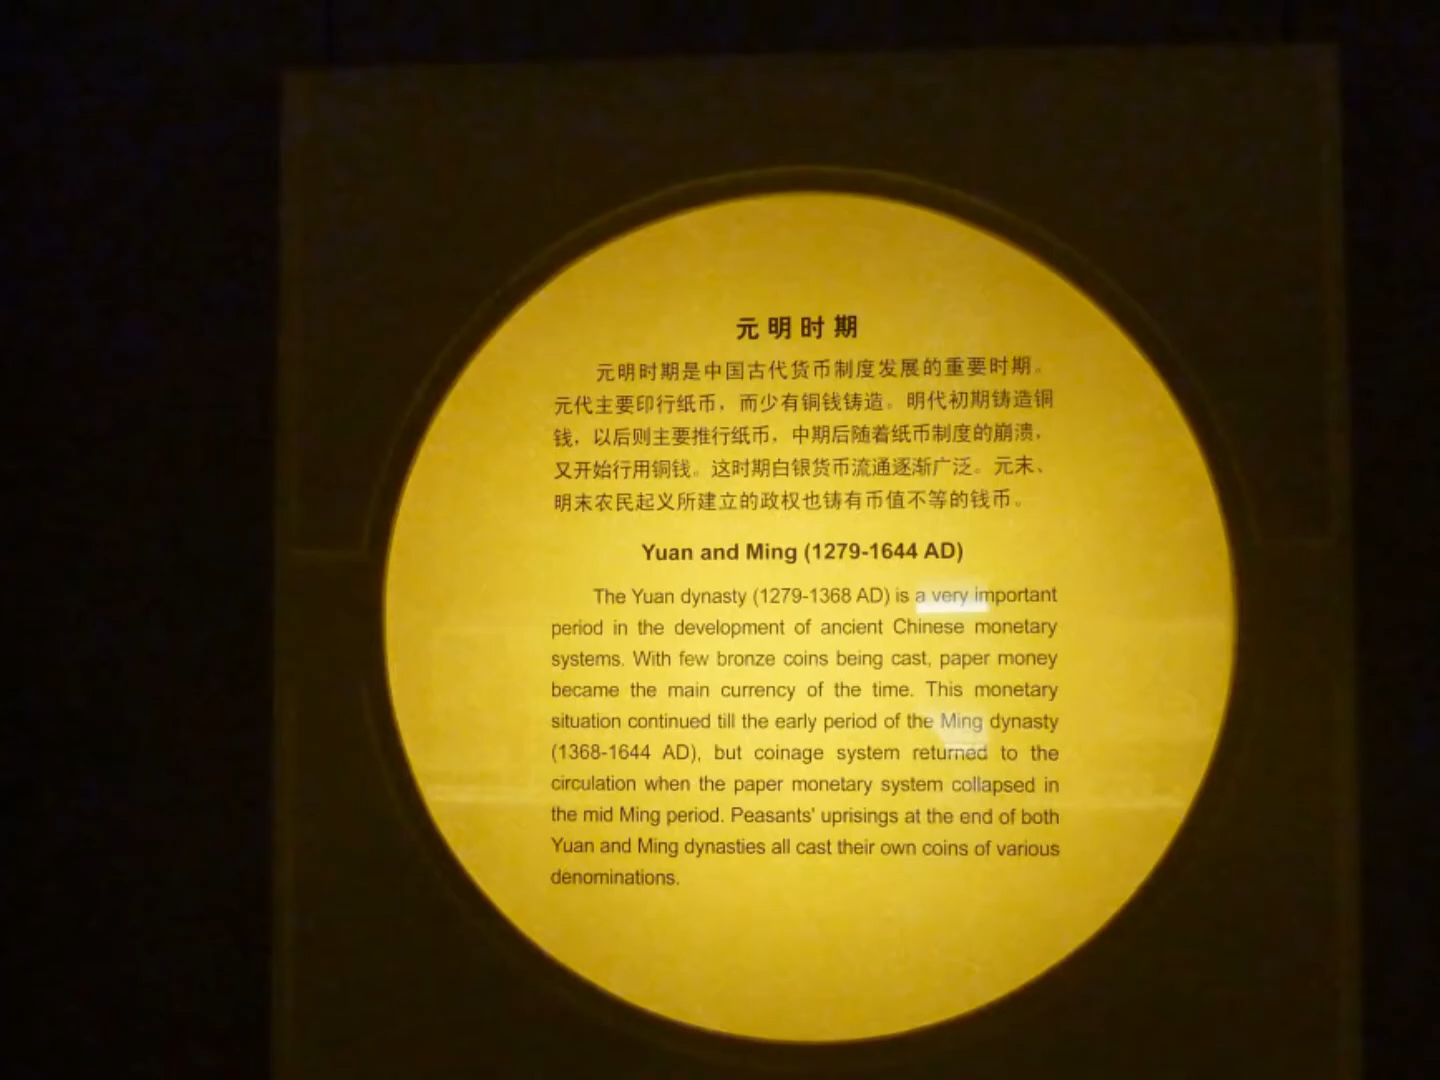 元明时期
元明时期是中国古代货币制度发展的重要时期。
元代主要印行纸币，而少有铜钱铸造。明代初期铸造铜
钱，以后则主要推行纸币，中期后随着纸币制度的崩溃，
又开始行用铜钱。这时期白银货币流通逐渐广泛。元末、
明末农民起义所建立的政权也铸有币值不等的钱币。
Yuan and Ming (1279-1644 AD)
The Yuan dynasty (1279-1368 AD) is a very important
period in the development of ancient Chinese monetary
systems. With few bronze coins being cast, paper money
became the main currency of the time. This monetary
situation continued till the early period of the Ming dynasty
(1368-1644 AD), but coinage system returned to the
circulation when the paper monetary system collapsed in
the mid Ming period. Peasants' uprisings at the end of both
Yuan and Ming dynasties all cast their own coins of various
denominations.